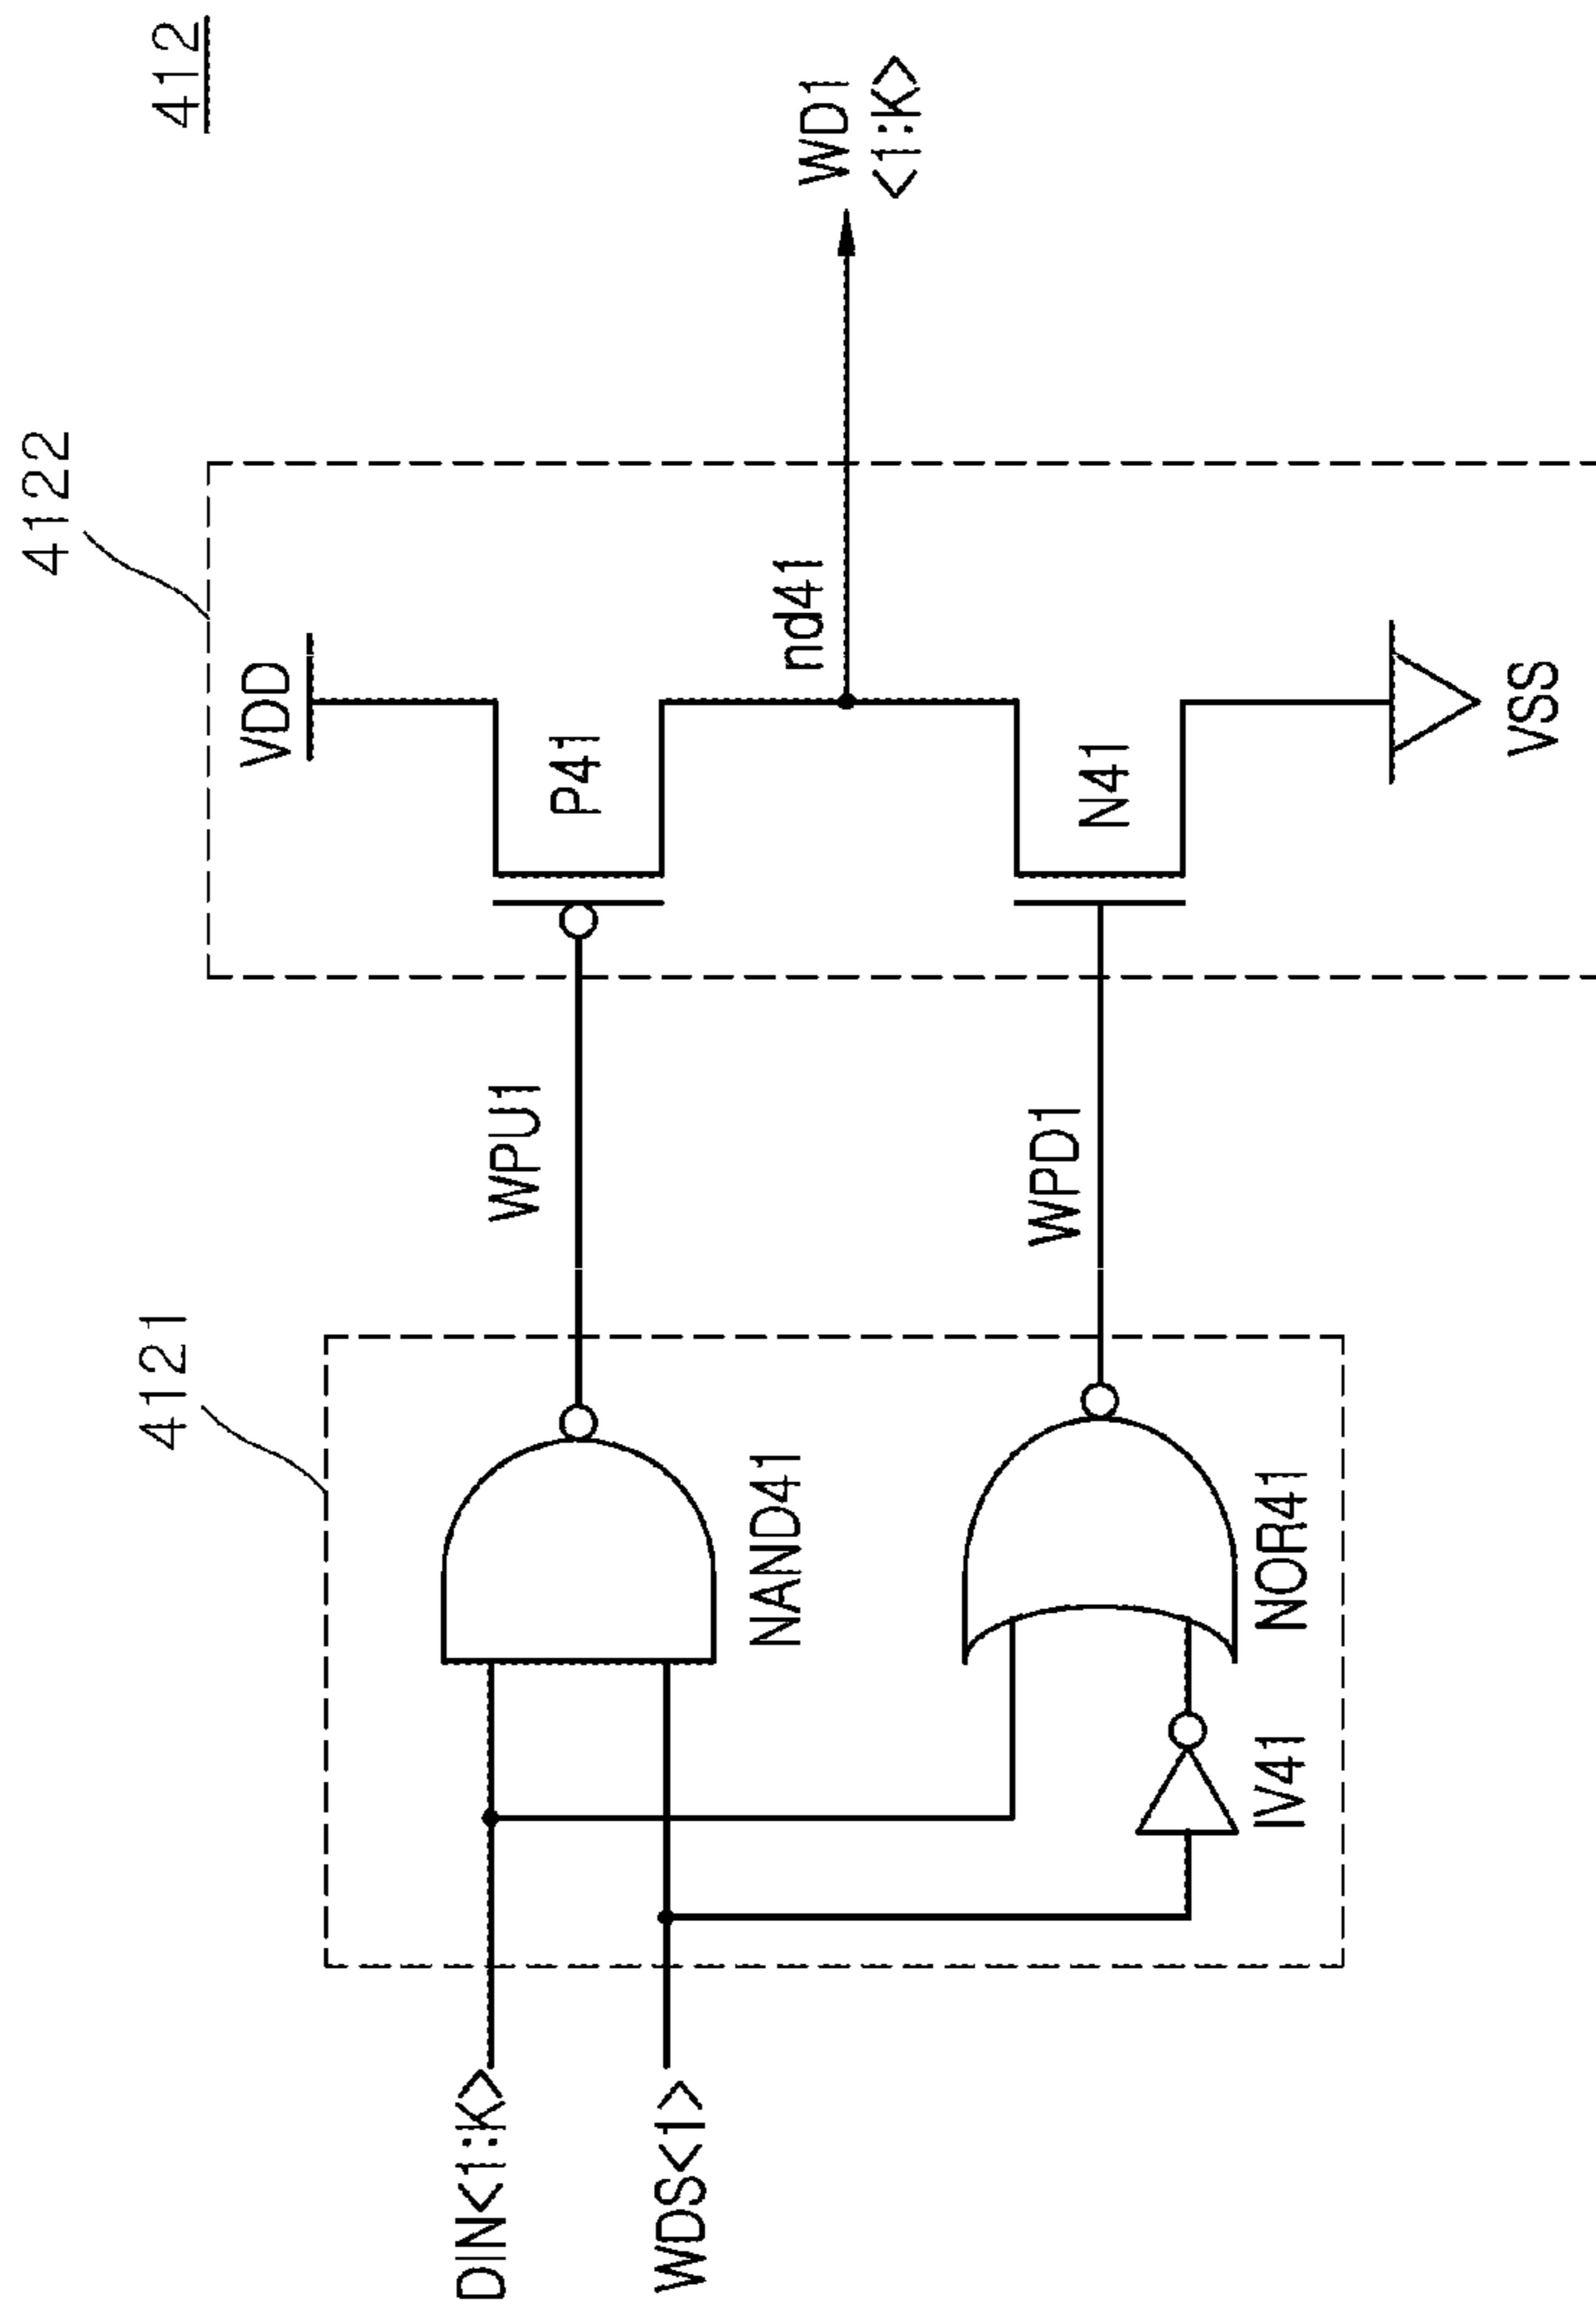 412
4122
4121
VDD
P41
WPU1
nd41
WD1
<1:K>
DIN<1:K>
WDS<1>
NAND41
WPD1
N41
NOR41
IV41
VSS